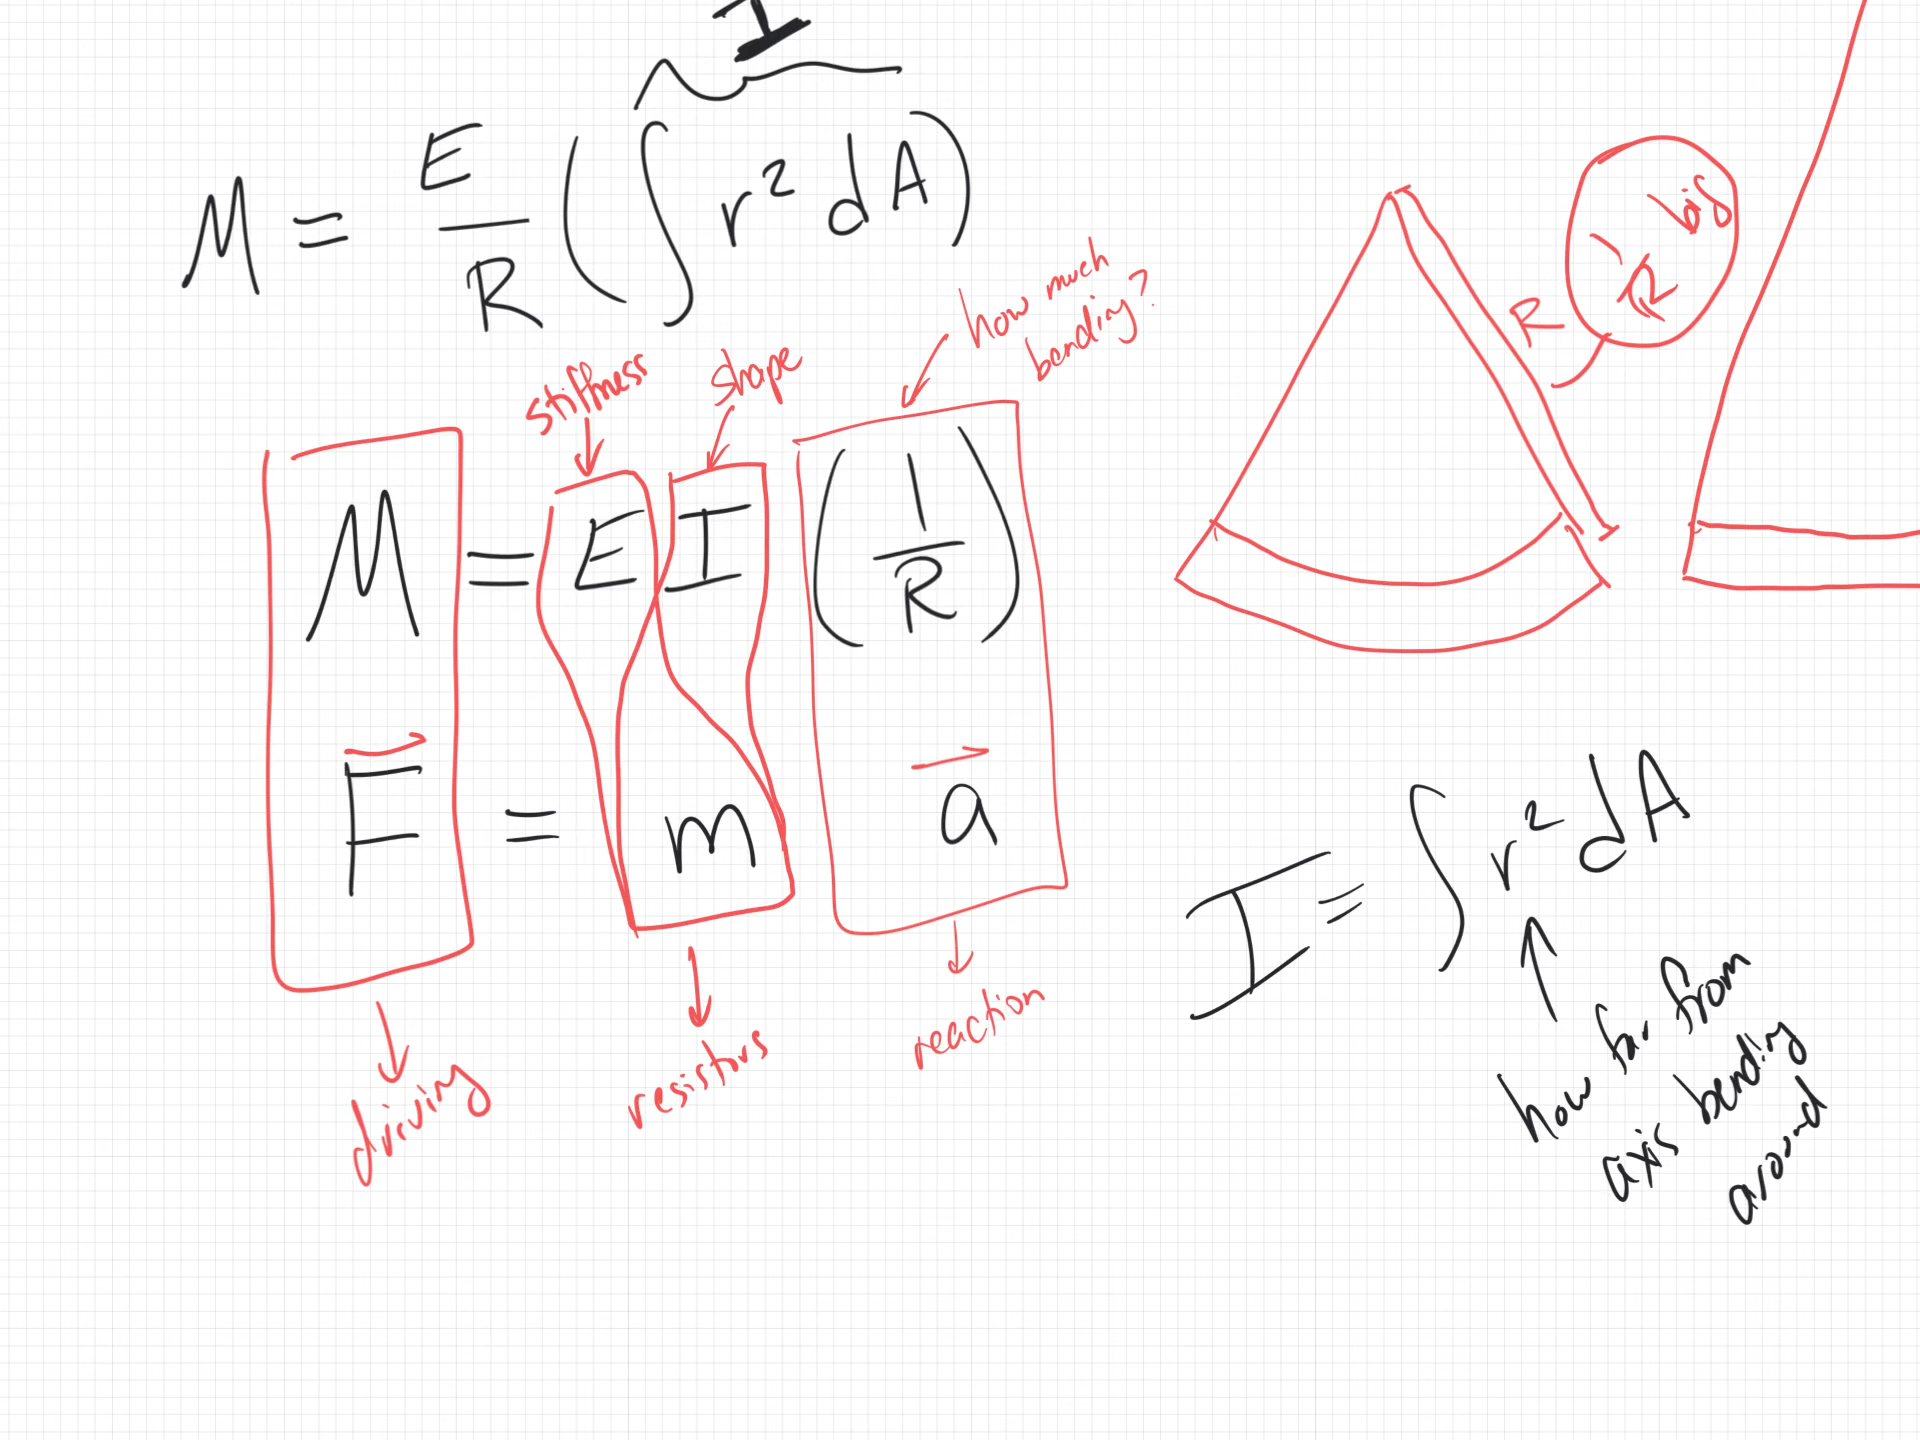 I
M = E/R (∫ r² dA)
how much
bending?
stiffness
shape
M = E I (1/R)
F⃗ = m a⃗
driving
resistors
reaction
R
1/R big
I = ∫ r² dA
how far from
axis bending
around